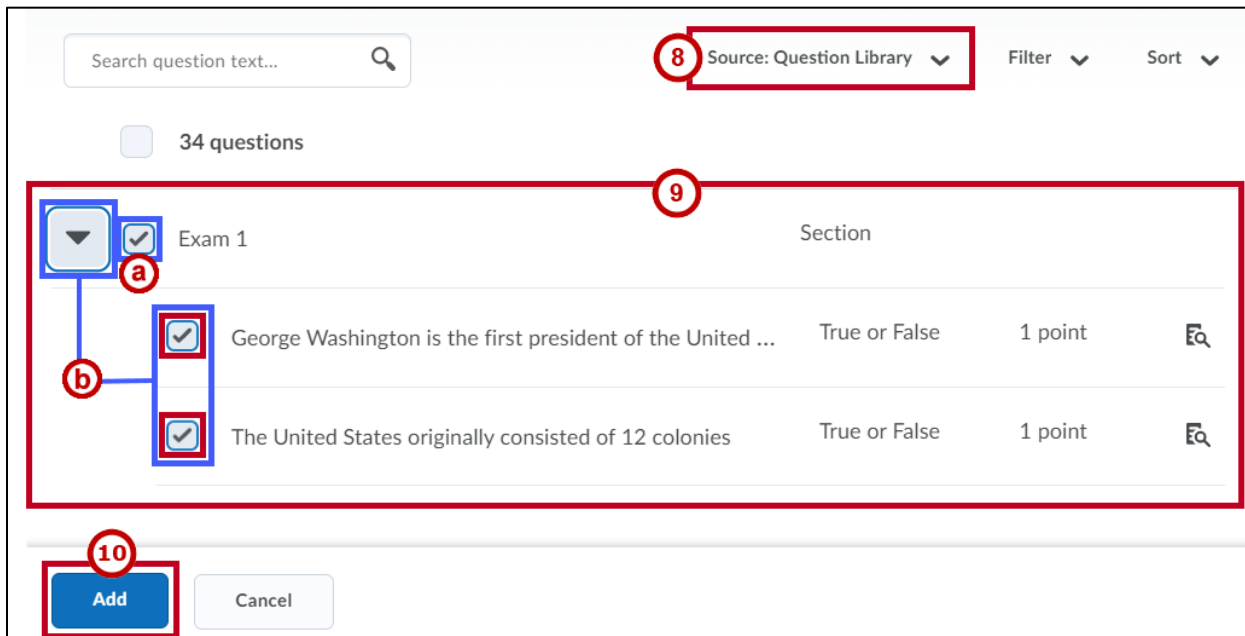 Search question text...
8 Source: Question Library Filter Sort
34 questions
9
Exam 1 Section
a
George Washington is the first president of the United ... True or False 1 point
b
The United States originally consisted of 12 colonies True or False 1 point
10
Add Cancel